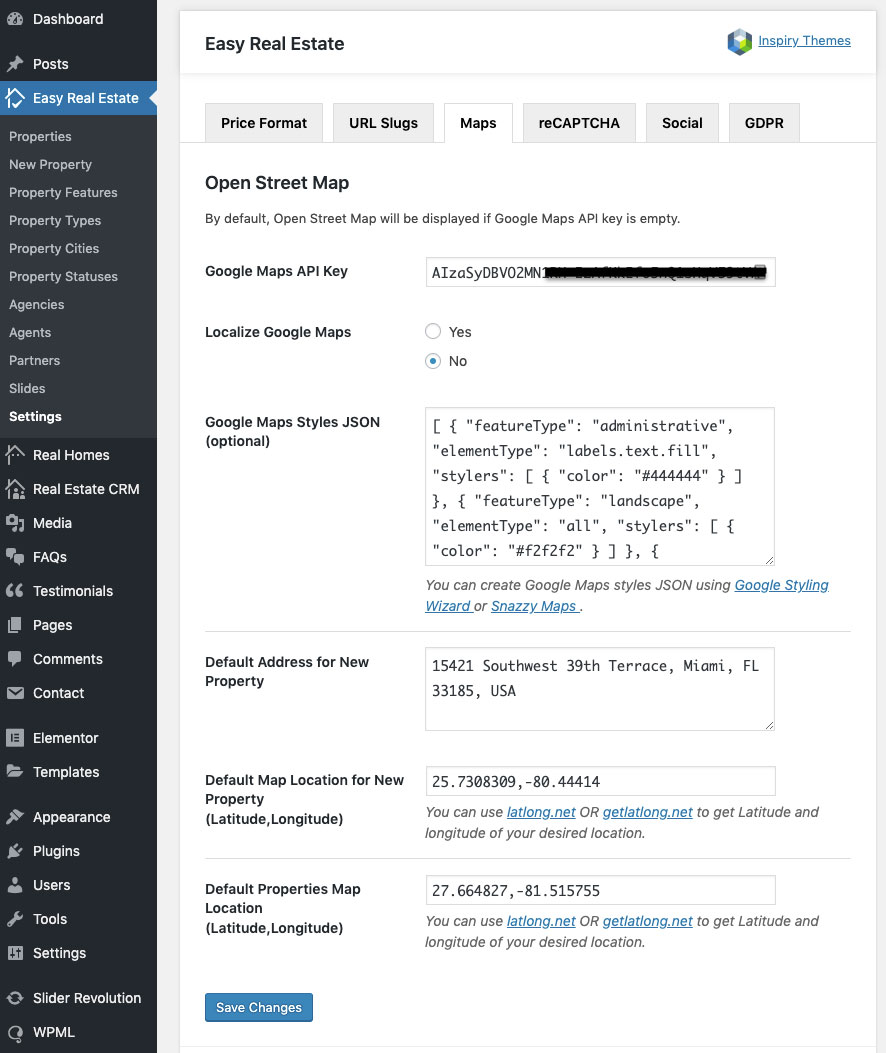 Dashboard
Posts
Easy Real Estate
Properties
New Property
Property Features
Property Types
Property Cities
Property Statuses
Agencies
Agents
Partners
Slides
Settings
Real Homes
Real Estate CRM
Media
FAQs
Testimonials
Pages
Comments
Contact
Elementor
Templates
Appearance
Plugins
Users
Tools
Settings
Slider Revolution
WPML
Easy Real Estate
Inspiry Themes
Price Format
URL Slugs
Maps
reCAPTCHA
Social
GDPR
Open Street Map
By default, Open Street Map will be displayed if Google Maps API key is empty.
Google Maps API Key
Localize Google Maps
Yes
No
Google Maps Styles JSON
(optional)
[ { "featureType": "administrative",
"elementType": "labels.text.fill",
"stylers": [ { "color": "#444444" } ]
}, { "featureType": "landscape",
"elementType": "all", "stylers": [ {
"color": "#f2f2f2" } ] }, {
You can create Google Maps styles JSON using Google Styling
Wizard or Snazzy Maps .
Default Address for New
Property
15421 Southwest 39th Terrace, Miami, FL
33185, USA
Default Map Location for New
Property
(Latitude,Longitude)
25.7308309,-80.44414
You can use latlong.net OR getlatlong.net to get Latitude and
longitude of your desired location.
Default Properties Map
Location
(Latitude,Longitude)
27.664827,-81.515755
You can use latlong.net OR getlatlong.net to get Latitude and
longitude of your desired location.
Save Changes